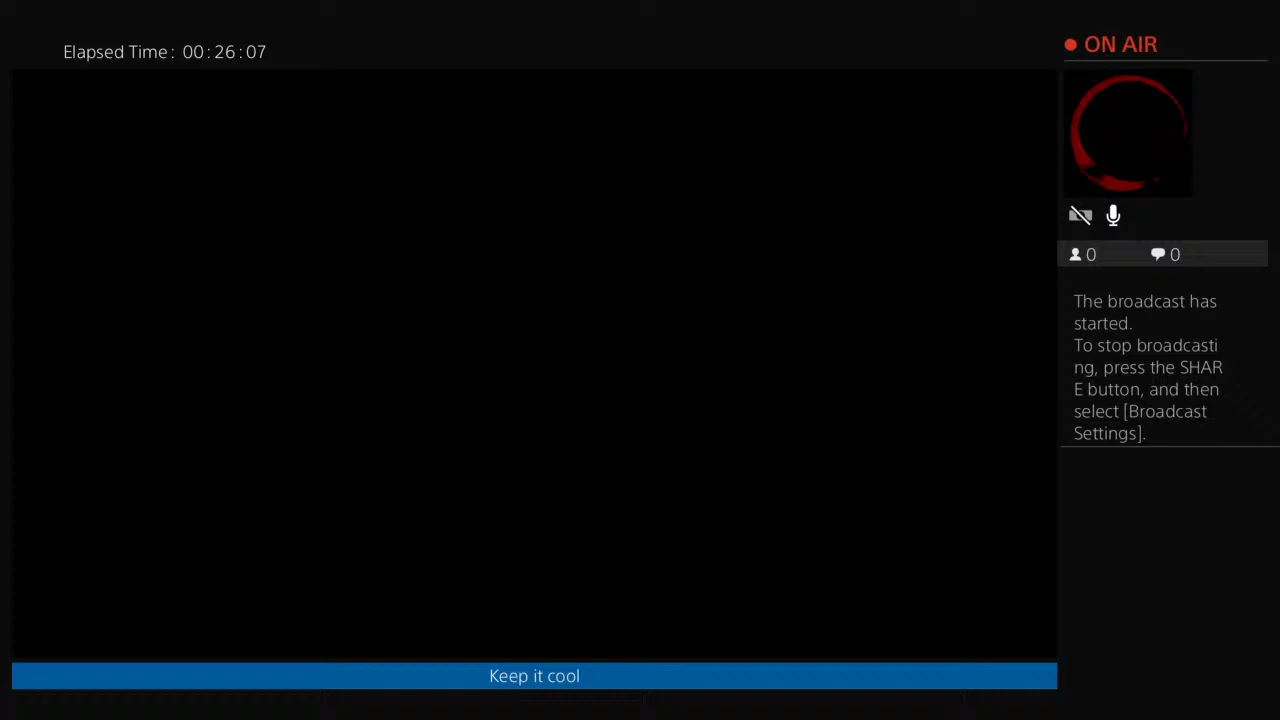 Elapsed Time: 00:26:07
ON AIR
0 0
The broadcast has
started.
To stop broadcasti
ng, press the SHAR
E button, and then
select [Broadcast
Settings].
Keep it cool